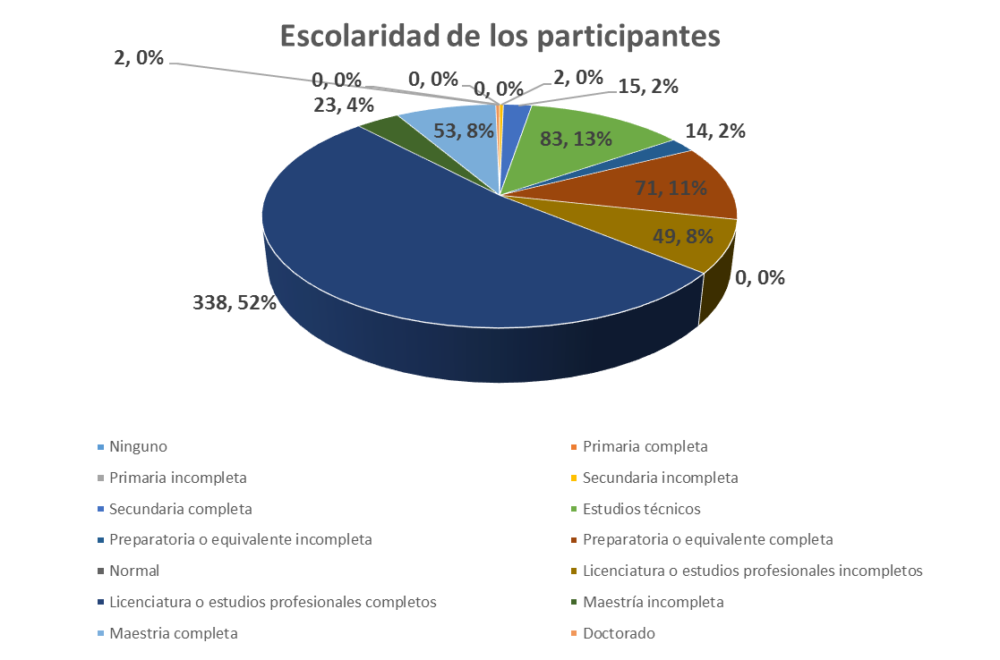 Escolaridad de los participantes
2, 0%
0, 0%
0, 0%
0, 0%
2, 0%
15, 2%
23, 4%
53, 8%
83, 13%
14, 2%
71, 11%
49, 8%
0, 0%
338, 52%
Ninguno
Primaria completa
Primaria incompleta
Secundaria incompleta
Secundaria completa
Estudios técnicos
Preparatoria o equivalente incompleta
Preparatoria o equivalente completa
Normal
Licenciatura o estudios profesionales incompletos
Licenciatura o estudios profesionales completos
Maestría incompleta
Maestria completa
Doctorado